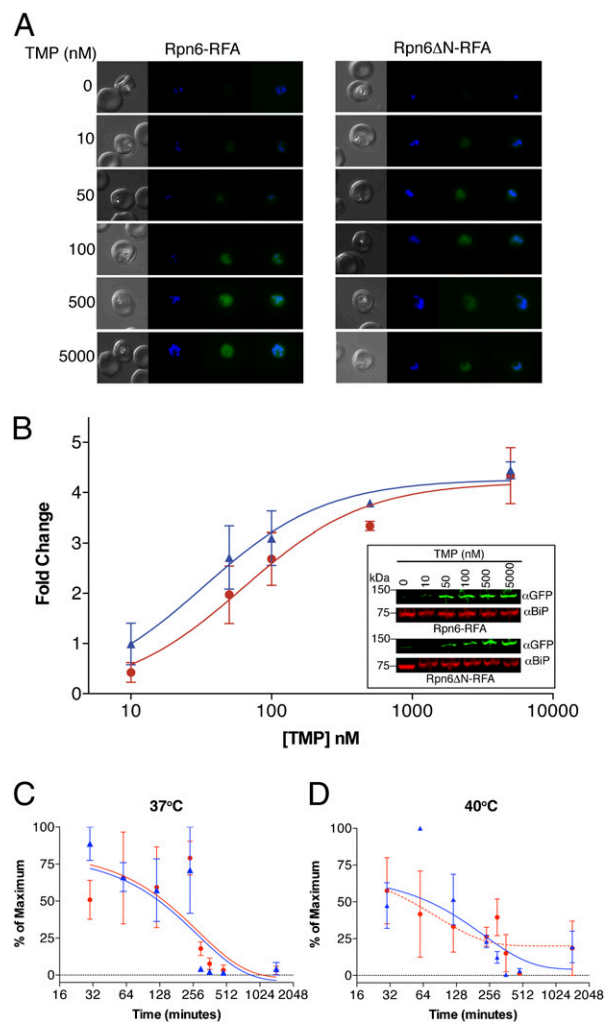 A
TMP (nM) Rpn6-RFA Rpn6ΔN-RFA
0
10
50
100
500
5000
B
5
4
3
2
1
0
Fold Change
10 100 1000 10000
[TMP] nM
TMP (nM)
kDa 0 10 50 100 500 5000
150 αGFP
75 αBiP
Rpn6-RFA
150 αGFP
75 αBiP
Rpn6ΔN-RFA
C
37°C
100
75
50
25
0
% of Maximum
16 32 64 128 256 512 1024 2048
Time (minutes)
D
40°C
100
75
50
25
0
% of Maximum
16 32 64 128 256 512 1024 2048
Time (minutes)